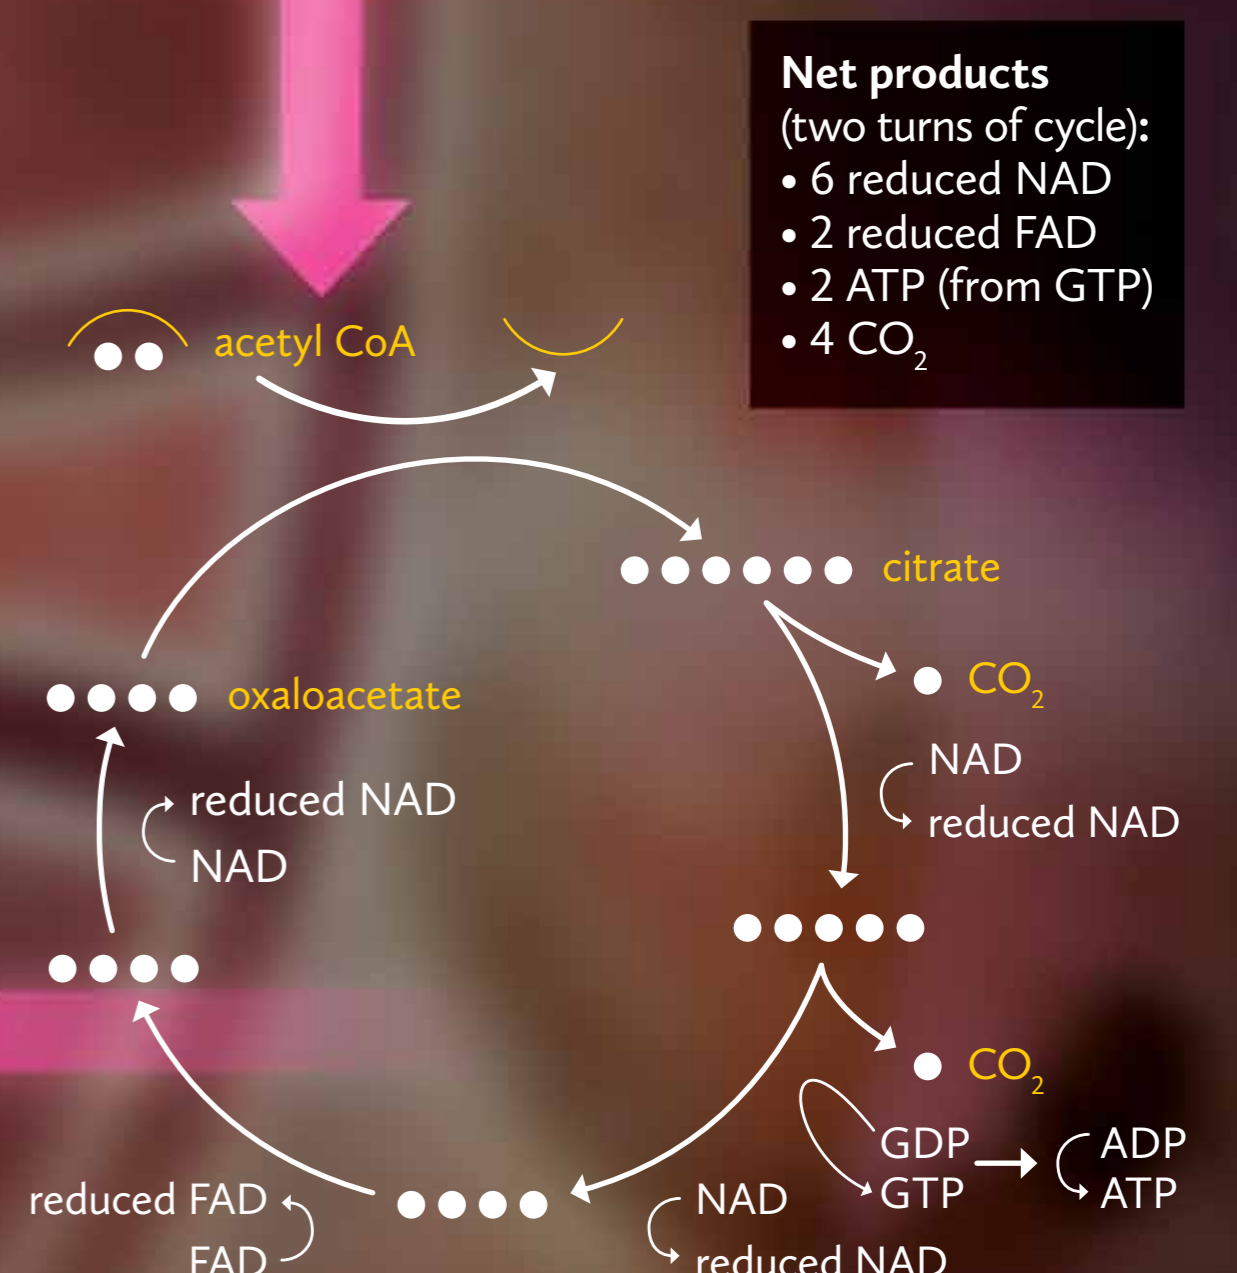 Net products
(two turns of cycle):
• 6 reduced NAD
• 2 reduced FAD
• 2 ATP (from GTP)
• 4 CO₂
acetyl CoA
citrate
CO₂
oxaloacetate
NAD
reduced NAD
reduced NAD
NAD
CO₂
GDP
GTP
ADP
ATP
reduced FAD
FAD
NAD
reduced NAD